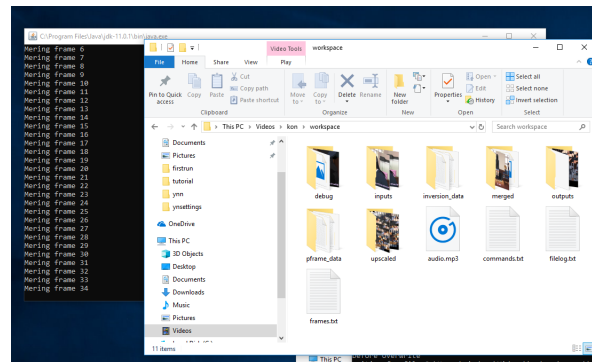 C:\Program Files\Java\jdk-11.0.1\bin\java.exe
Mering frame 6
Mering frame 7
Mering frame 8
Mering frame 9
Mering frame 10
Mering frame 11
Mering frame 12
Mering frame 13
Mering frame 14
Mering frame 15
Mering frame 16
Mering frame 17
Mering frame 18
Mering frame 19
Mering frame 20
Mering frame 21
Mering frame 22
Mering frame 23
Mering frame 24
Mering frame 25
Mering frame 26
Mering frame 27
Mering frame 28
Mering frame 29
Mering frame 30
Mering frame 31
Mering frame 32
Mering frame 33
Mering frame 34
Video Tools workspace
File Home Share View Play
Pin to Quick access
Copy
Paste
Cut
Copy path
Paste shortcut
Clipboard
Move to
Copy to
Delete
Rename
Organize
New folder
New
Properties
Open
Edit
History
Open
Select all
Select none
Invert selection
Select
This PC > Videos > kon > workspace
Search workspace
Documents
Pictures
firstrun
tutorial
ynn
ynsettings
OneDrive
This PC
3D Objects
Desktop
Documents
Downloads
Music
Pictures
Videos
debug
inputs
inversion_data
merged
outputs
pframe_data
upscaled
audio.mp3
commands.txt
filelog.txt
frames.txt
11 items
This PC